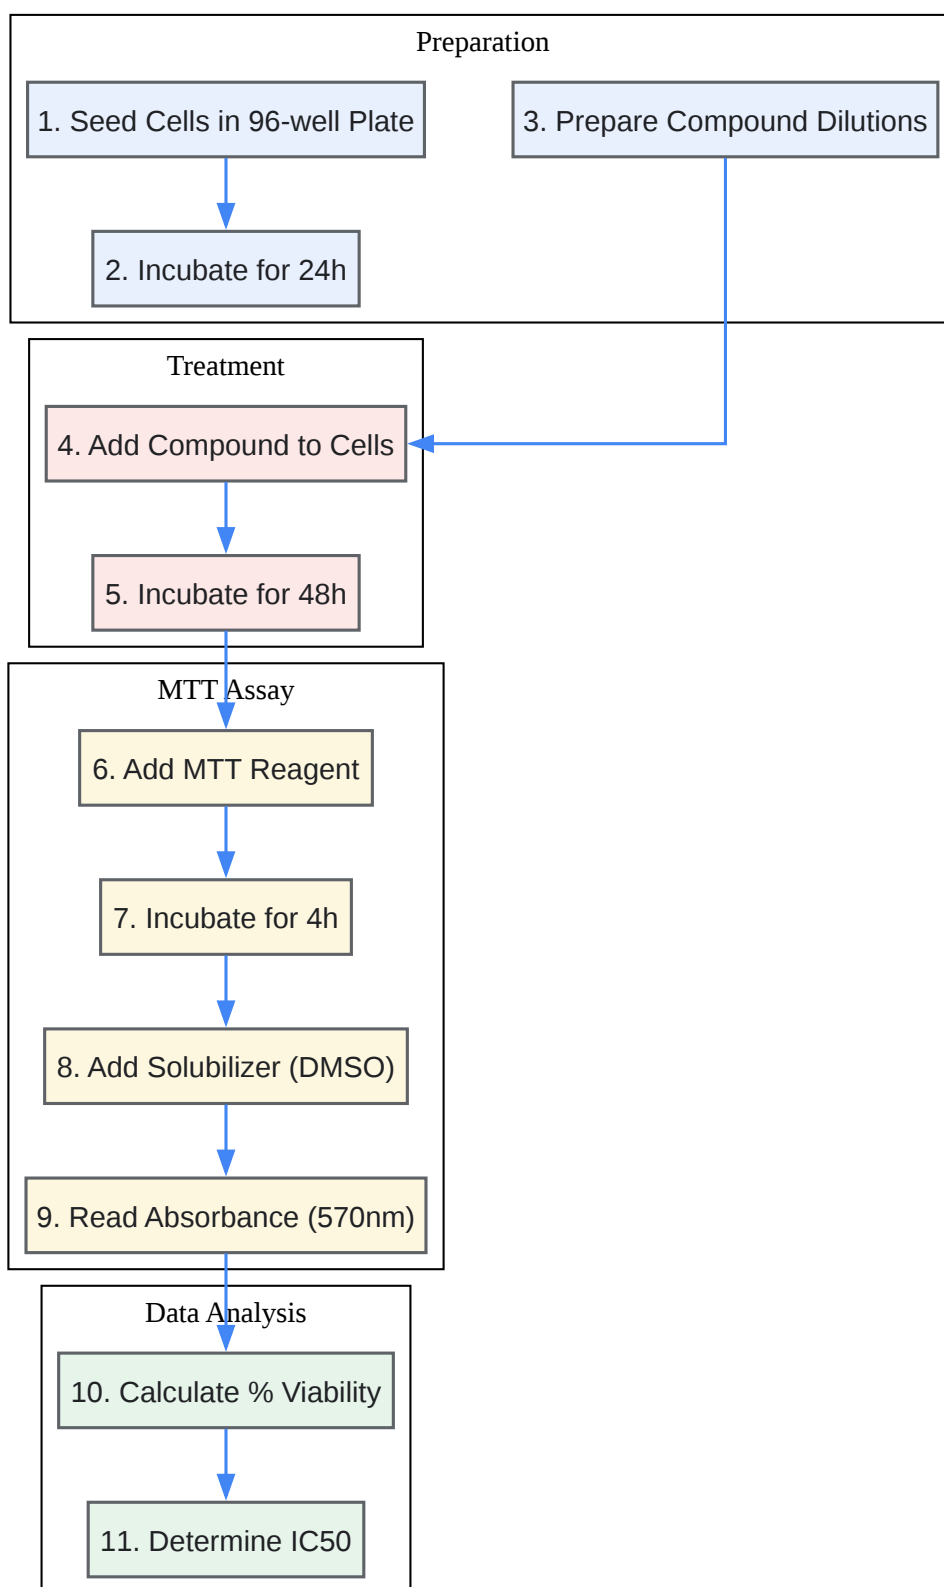 Preparation
1. Seed Cells in 96-well Plate
3. Prepare Compound Dilutions
2. Incubate for 24h
Treatment
4. Add Compound to Cells
5. Incubate for 48h
MTT Assay
6. Add MTT Reagent
7. Incubate for 4h
8. Add Solubilizer (DMSO)
9. Read Absorbance (570nm)
Data Analysis
10. Calculate % Viability
11. Determine IC50